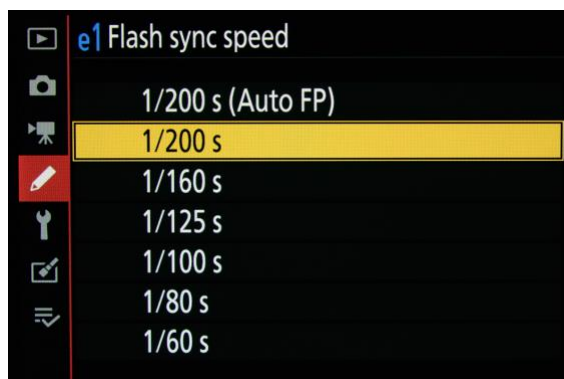 e1 Flash sync speed
1/200 s (Auto FP)
1/200 s
1/160 s
1/125 s
1/100 s
1/80 s
1/60 s